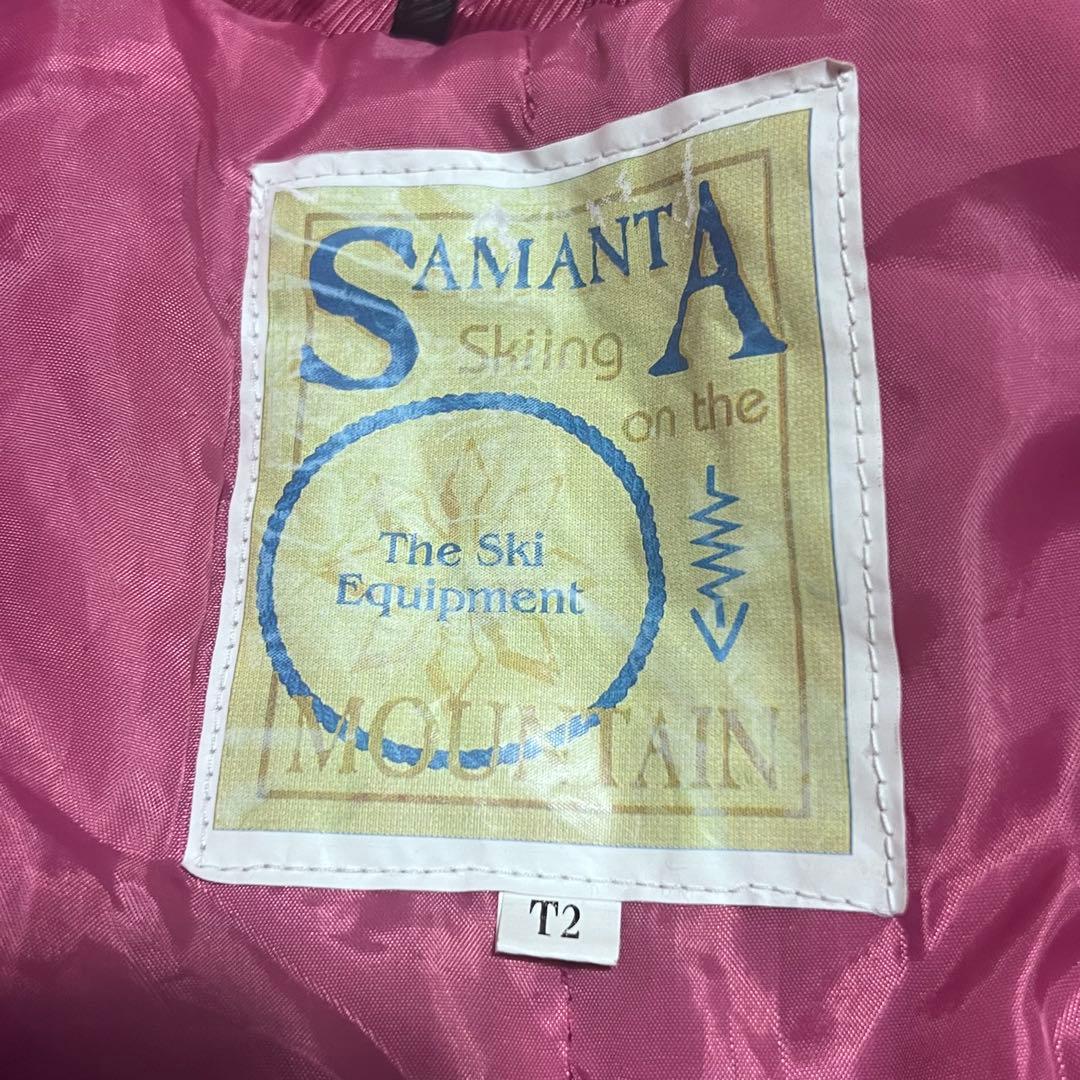 SAMANTA
Skiing
on the
The Ski
Equipment
MOUNTAIN
T2